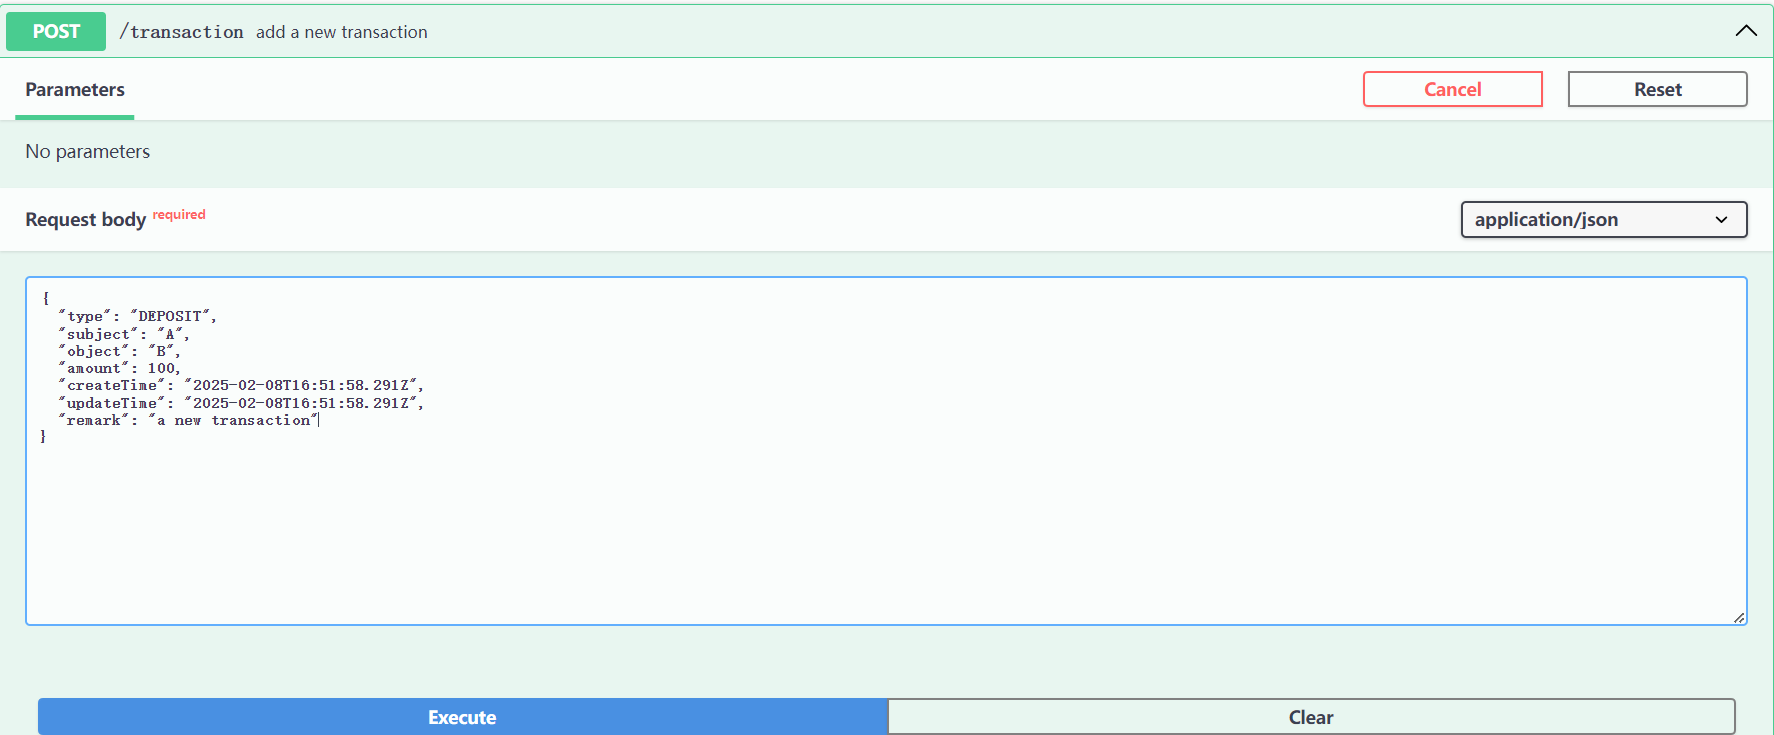 POST /transaction add a new transaction
Parameters Cancel Reset
No parameters
Request body required application/json
{
"type": "DEPOSIT",
"subject": "A",
"object": "B",
"amount": 100,
"createTime": "2025-02-08T16:51:58.291Z",
"updateTime": "2025-02-08T16:51:58.291Z",
"remark": "a new transaction"
}
Execute Clear